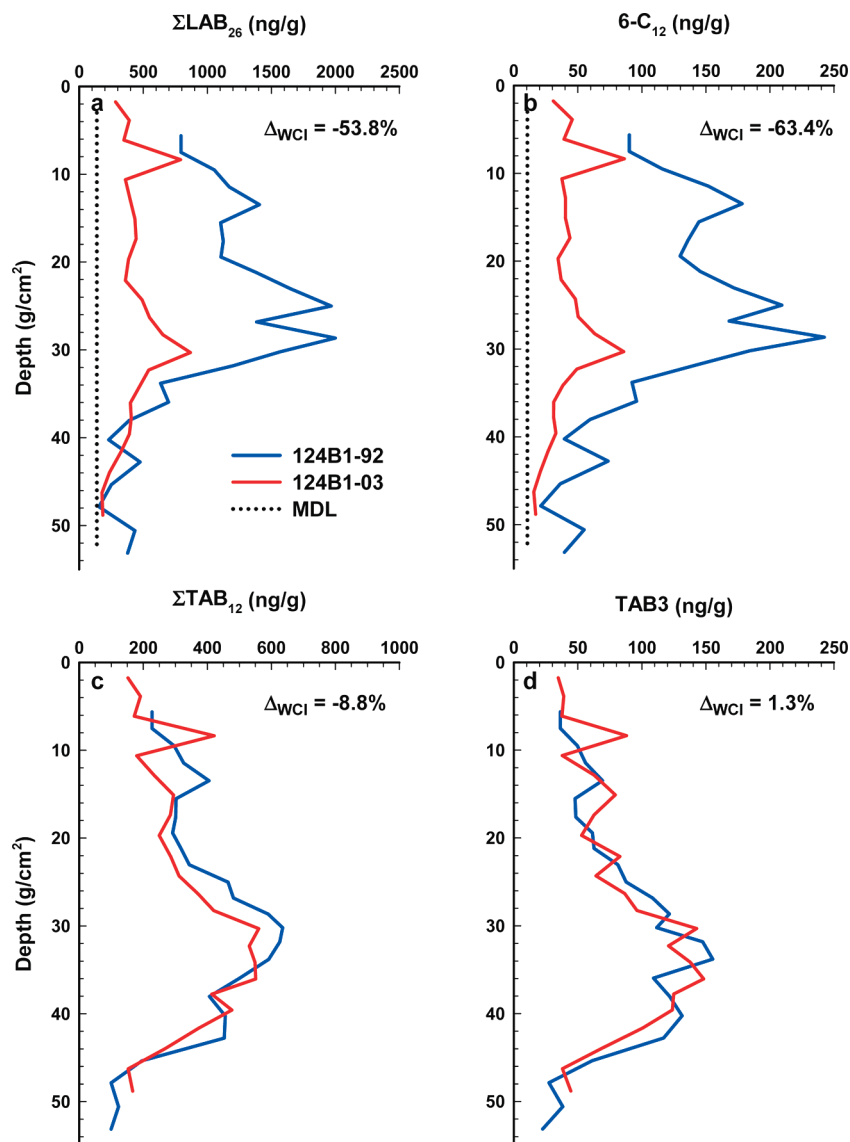 ΣLAB26 (ng/g)
0 500 1000 1500 2000 2500
6-C12 (ng/g)
0 50 100 150 200 250
a
ΔWCI = -53.8%
b
ΔWCI = -63.4%
0
10
20
30
40
50
Depth (g/cm²)
124B1-92
124B1-03
MDL
0
10
20
30
40
50
ΣTAB12 (ng/g)
0 200 400 600 800 1000
TAB3 (ng/g)
0 50 100 150 200 250
c
ΔWCI = -8.8%
d
ΔWCI = 1.3%
0
10
20
30
40
50
Depth (g/cm²)
0
10
20
30
40
50